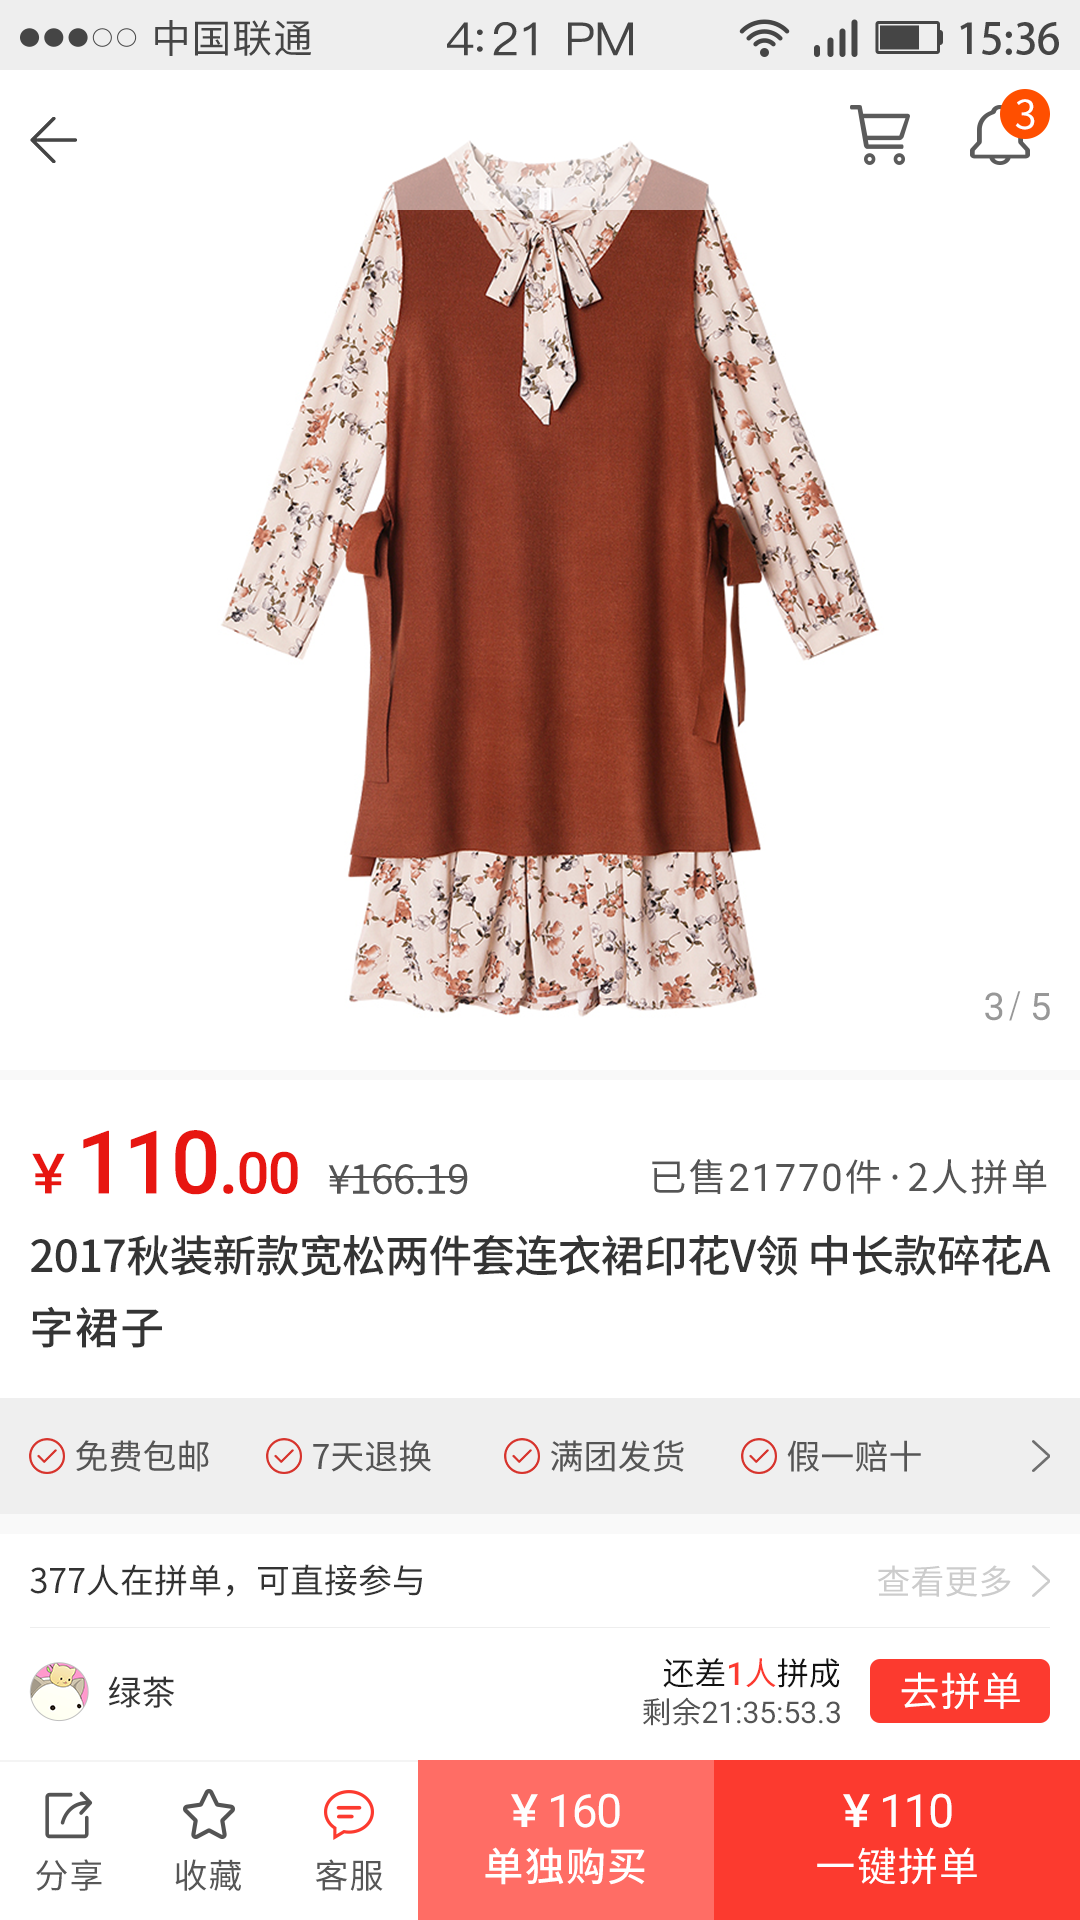 中国联通 4:21 PM 15:36
3
3/ 5
¥ 110.00 ¥166.19 已售21770件·2人拼单
2017秋装新款宽松两件套连衣裙印花V领 中长款碎花A
字裙子
免费包邮 7天退换 满团发货 假一赔十
377人在拼单，可直接参与 查看更多
绿茶 还差1人拼成 去拼单
剩余21:35:53.3
¥ 160 ¥ 110
分享 收藏 客服 单独购买 一键拼单